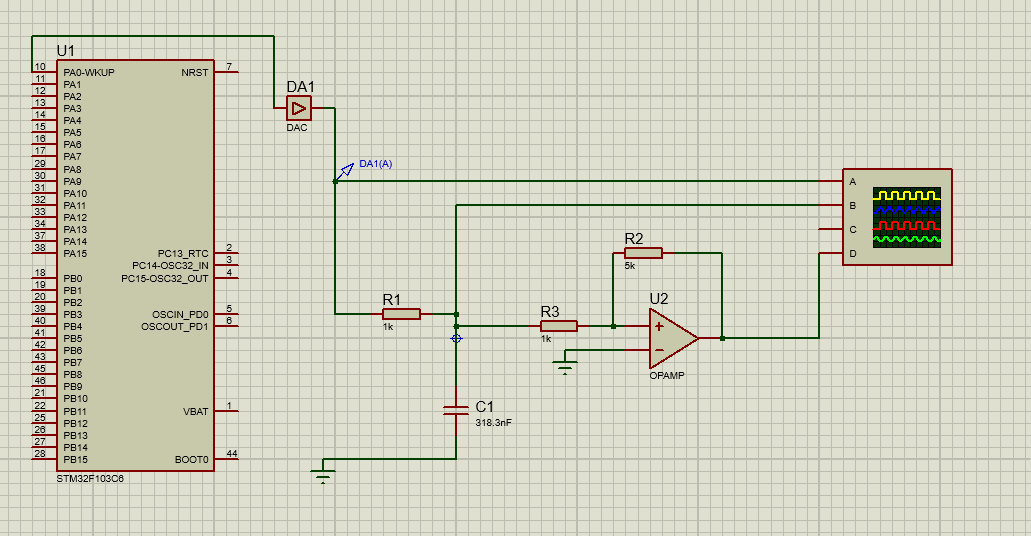 U1
10 PA0-WKUP NRST 7
11 PA1
12 PA2
13 PA3
14 PA4
15 PA5
16 PA6
17 PA7
29 PA8
30 PA9
31 PA10
32 PA11
33 PA12
34 PA13
37 PA14
38 PA15 PC13_RTC 2
PC14-OSC32_IN 3
18 PB0 PC15-OSC32_OUT 4
19 PB1
20 PB2
39 PB3 OSCIN_PD0 5
40 PB4 OSCOUT_PD1 6
41 PB5
42 PB6
43 PB7
45 PB8
46 PB9
21 PB10
22 PB11 VBAT 1
25 PB12
26 PB13
27 PB14
28 PB15 BOOT0 44
STM32F103C6
DA1
DAC
DA1(A)
R1
1k
C1
318.3nF
R3
1k
R2
5k
U2
+
−
OPAMP
A
B
C
D